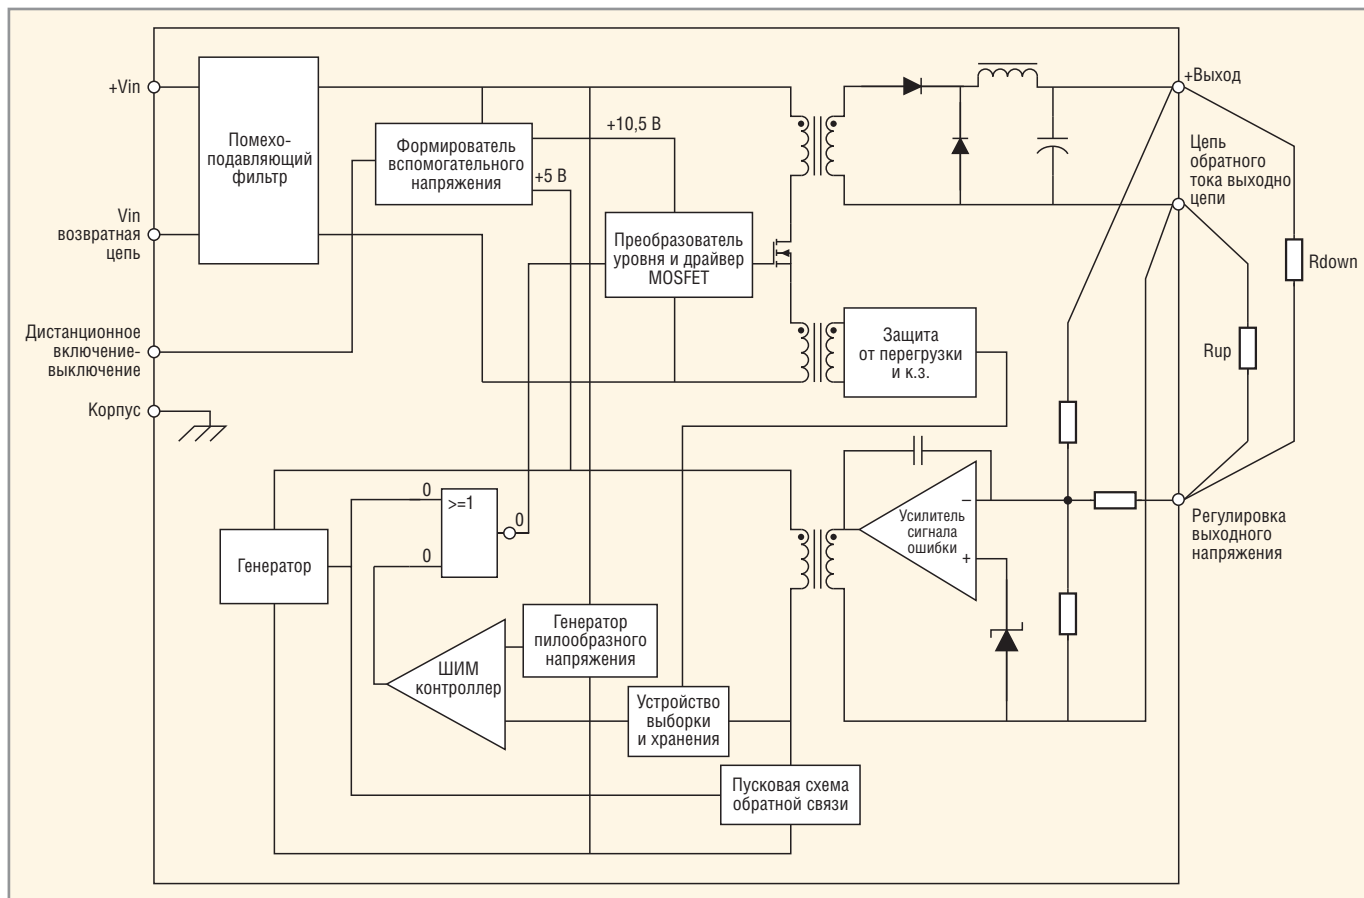 +Vin
Помехо-
подавляющий
фильтр
Формирователь
вспомогательного
напряжения
+10,5 В
+5 В
+Выход
Цепь
обратного
тока выходно
цепи
Vin
возвратная
цепь
Преобразователь
уровня и драйвер
MOSFET
Rdown
Rup
Дистанционное
включение-
выключение
Защита
от перегрузки
и к.з.
Корпус
0
>=1
0
0
Генератор
Усилитель
сигнала
ошибки
–
+
Регулировка
выходного
напряжения
Генератор
пилообразного
напряжения
ШИМ
контроллер
Устройство
выборки
и хранения
Пусковая схема
обратной связи